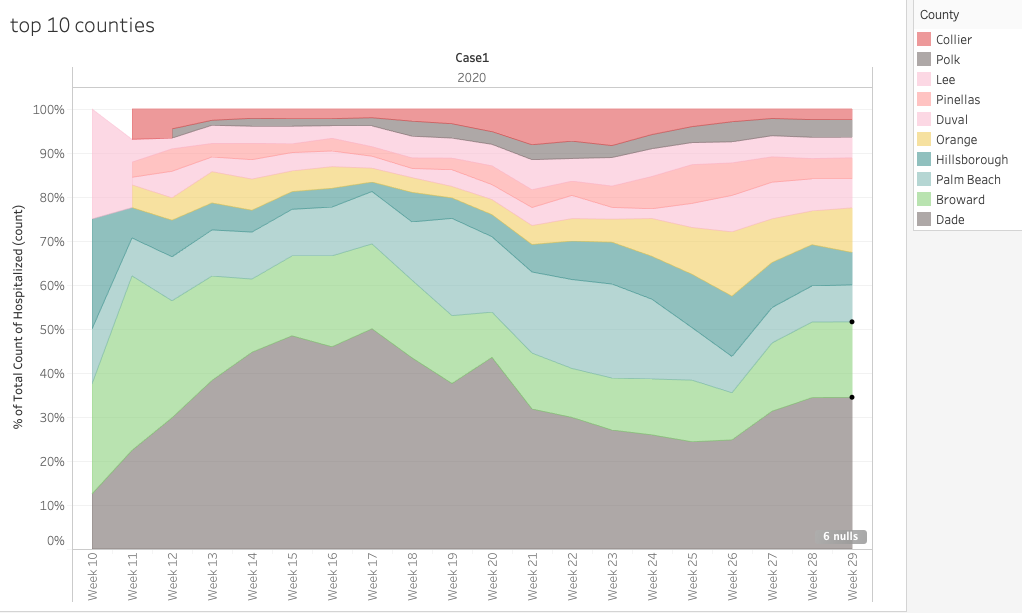 top 10 counties
Case1
2020
% of Total Count of Hospitalized (count)
100%
90%
80%
70%
60%
50%
40%
30%
20%
10%
0%
6 nulls
Week 10
Week 11
Week 12
Week 13
Week 14
Week 15
Week 16
Week 17
Week 18
Week 19
Week 20
Week 21
Week 22
Week 23
Week 24
Week 25
Week 26
Week 27
Week 28
Week 29
County
Collier
Polk
Lee
Pinellas
Duval
Orange
Hillsborough
Palm Beach
Broward
Dade